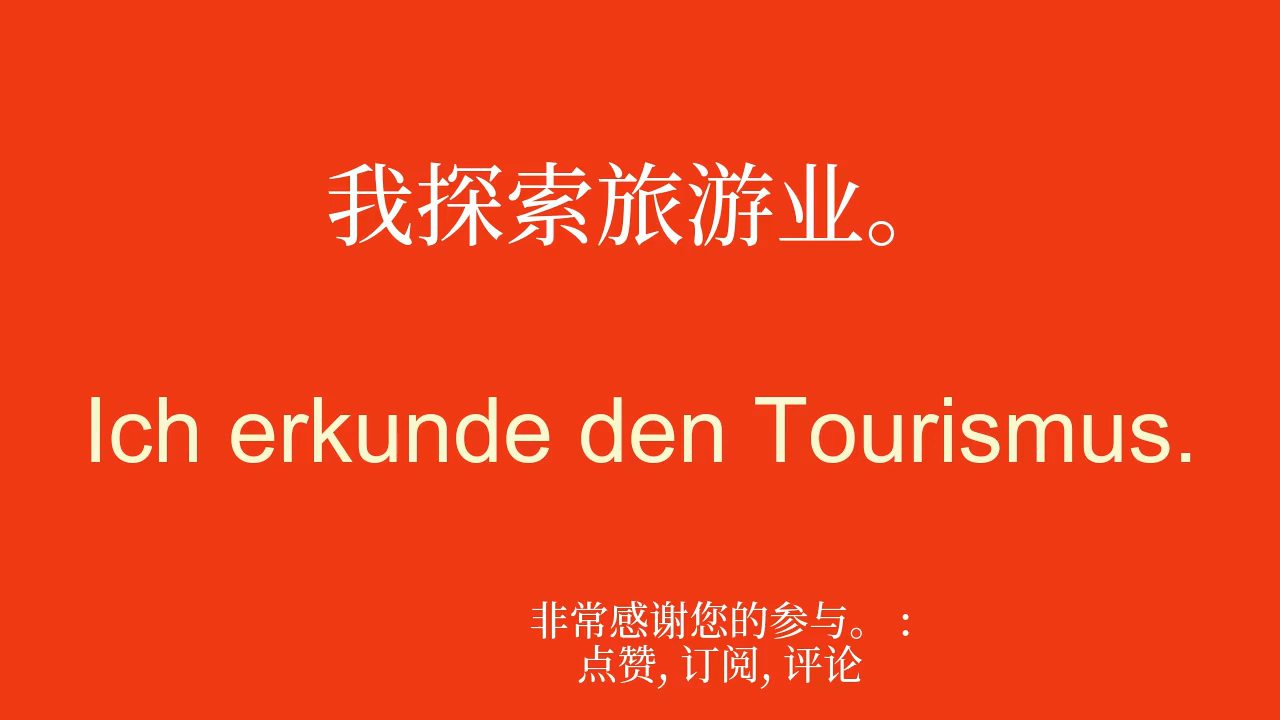 我探索旅游业。
Ich erkunde den Tourismus.
非常感谢您的参与。 :
点赞, 订阅, 评论